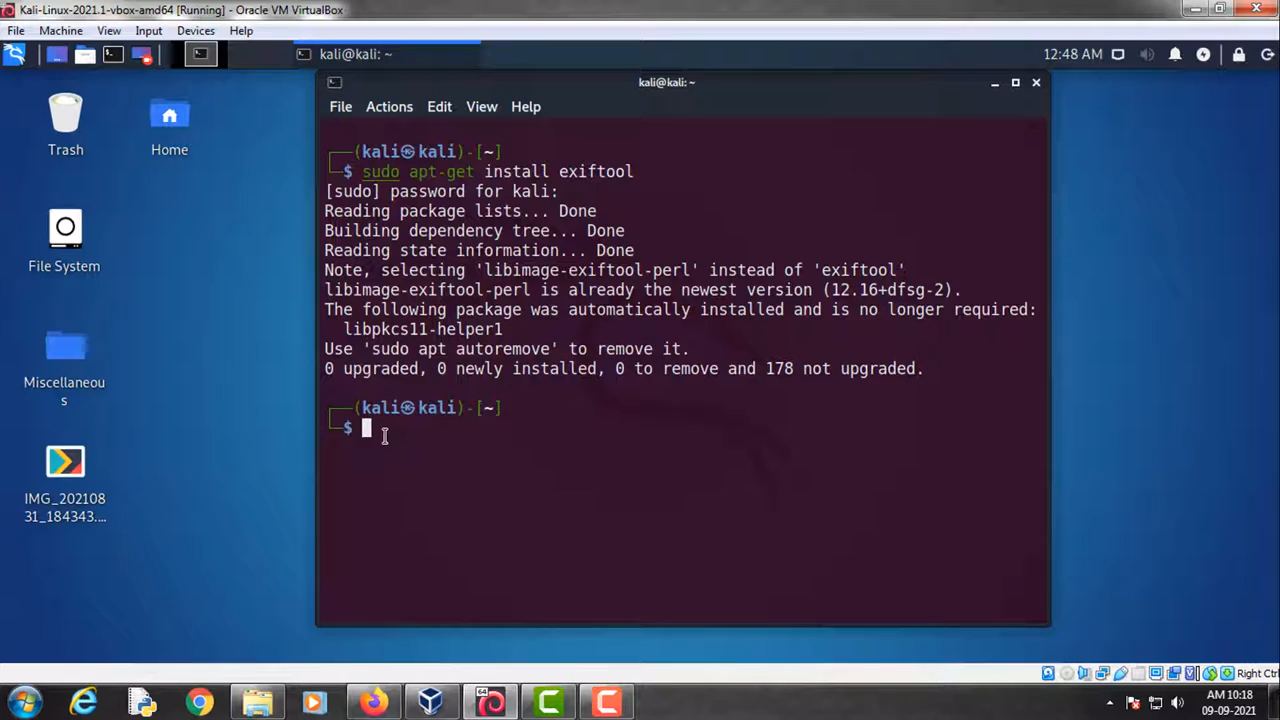 Kali-Linux-2021.1-vbox-amd64 [Running] - Oracle VM VirtualBox
File Machine View Input Devices Help
kali@kali: ~
12:48 AM
kali@kali: ~
File Actions Edit View Help
Trash
Home
File System
Miscellaneou
s
IMG_202108
31_184343....
┌──(kali㉿kali)-[~]
└─$ sudo apt-get install exiftool
[sudo] password for kali:
Reading package lists... Done
Building dependency tree... Done
Reading state information... Done
Note, selecting 'libimage-exiftool-perl' instead of 'exiftool'
libimage-exiftool-perl is already the newest version (12.16+dfsg-2).
The following package was automatically installed and is no longer required:
libpkcs11-helper1
Use 'sudo apt autoremove' to remove it.
0 upgraded, 0 newly installed, 0 to remove and 178 not upgraded.
┌──(kali㉿kali)-[~]
└─$
Right Ctrl
64
AM 10:18
09-09-2021